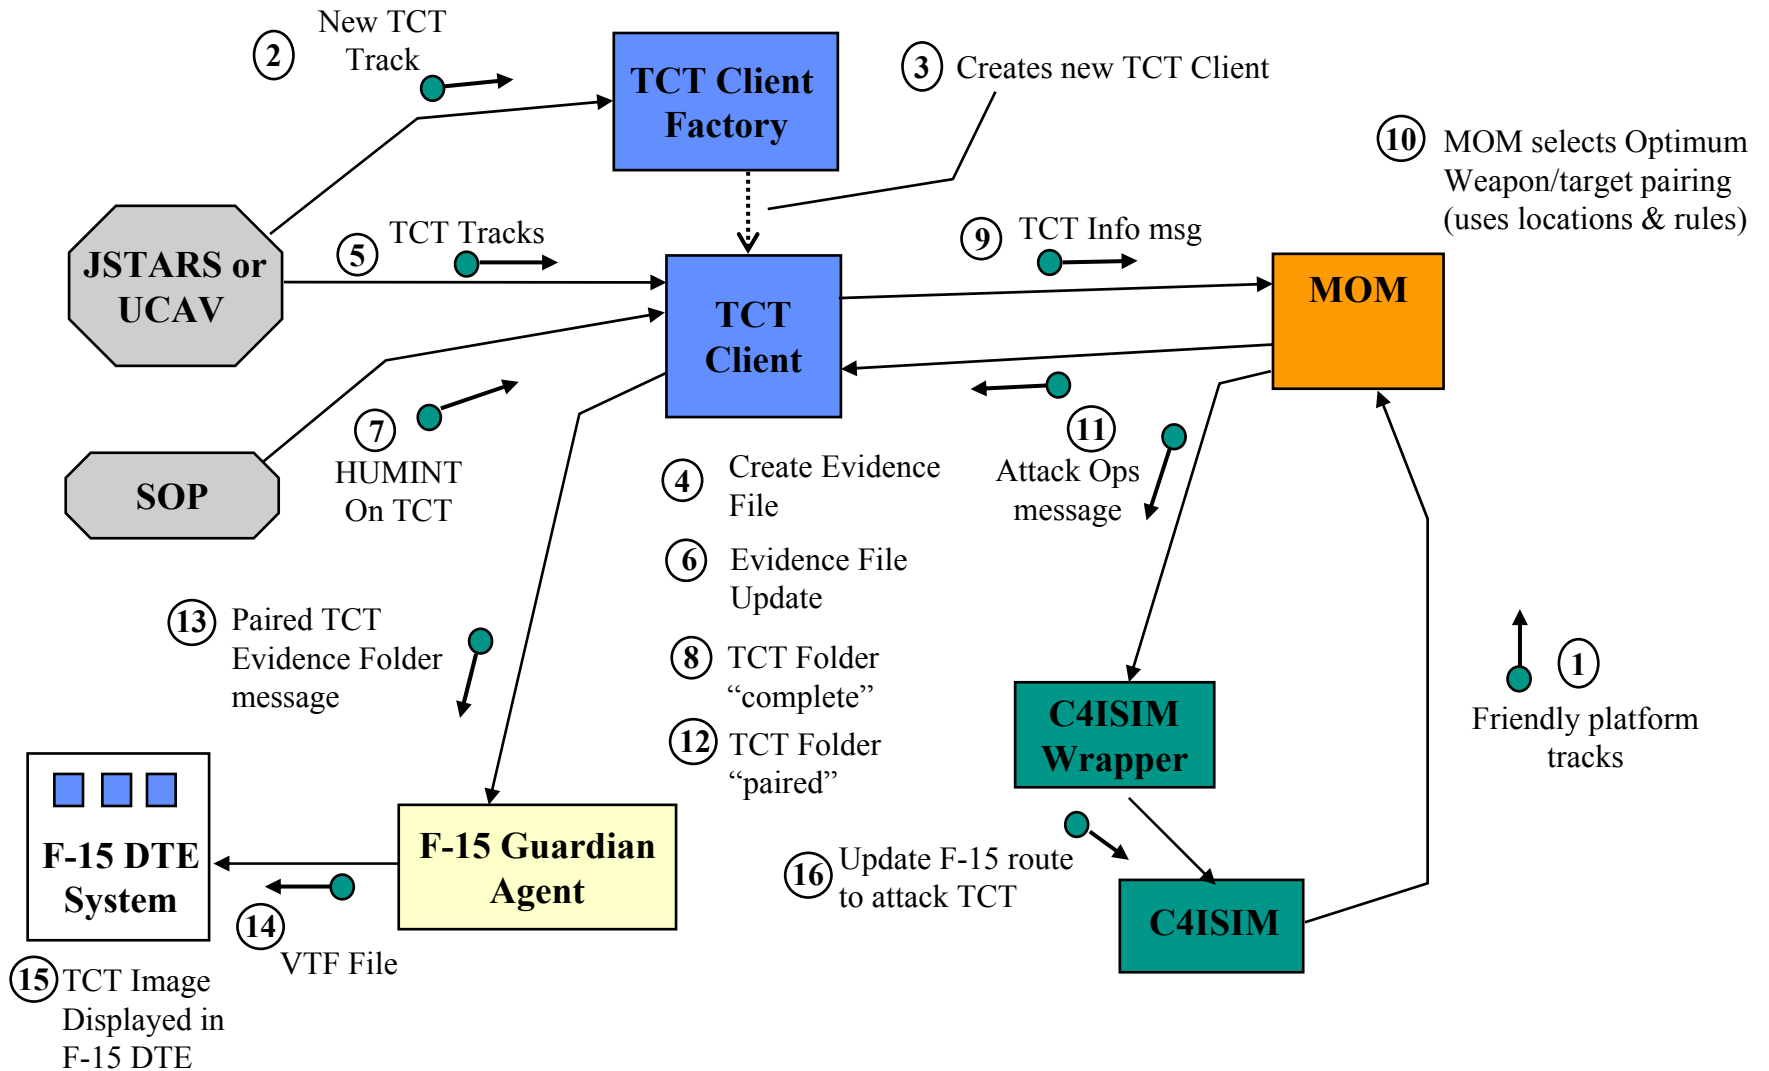 2
New TCT
Track
TCT Client
Factory
3
Creates new TCT Client
10
MOM selects Optimum
Weapon/target pairing
(uses locations & rules)
JSTARS or
UCAV
5
TCT Tracks
9
TCT Info msg
TCT
Client
MOM
7
HUMINT
On TCT
SOP
4
Create Evidence
File
11
Attack Ops
message
6
Evidence File
Update
13
Paired TCT
Evidence Folder
message
8
TCT Folder
“complete”
12
TCT Folder
“paired”
C4ISIM
Wrapper
1
Friendly platform
tracks
F-15 DTE
System
F-15 Guardian
Agent
16
Update F-15 route
to attack TCT
C4ISIM
14
VTF File
15
TCT Image
Displayed in
F-15 DTE